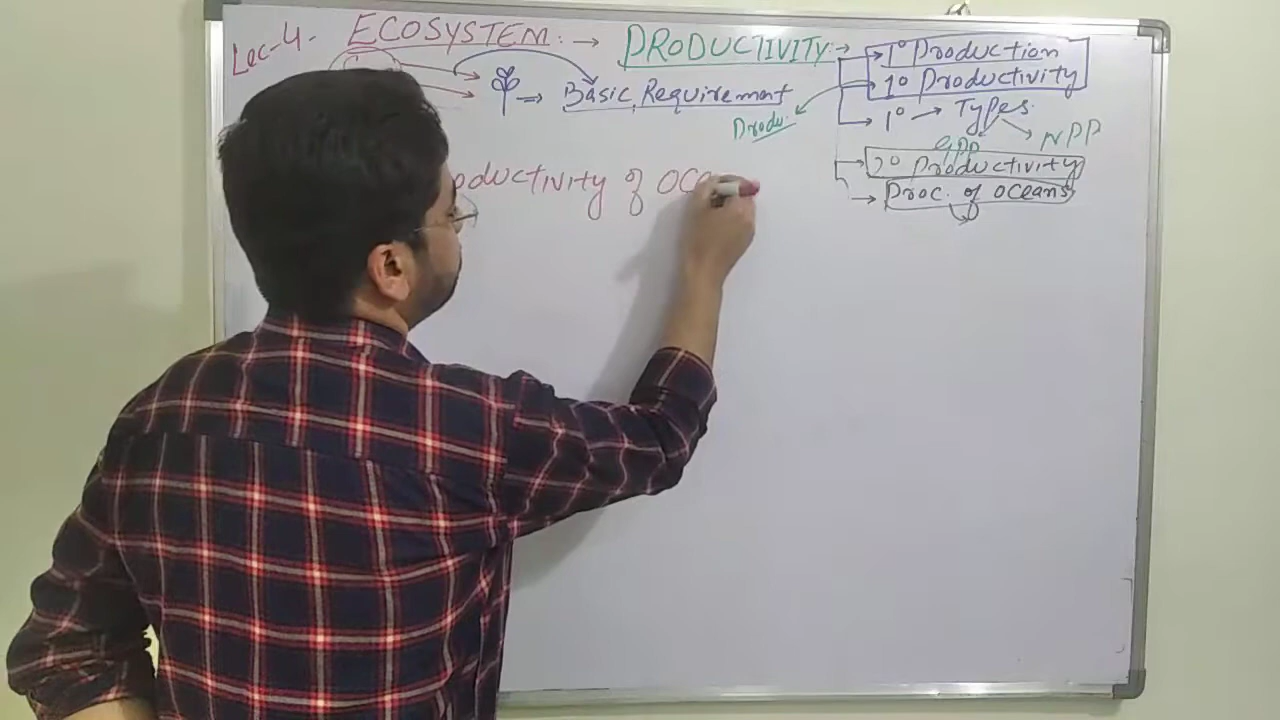 Lec-4- ECOSYSTEM:→ PRODUCTIVITY:→ 1° Production
1° Productivity
⇒ Basic Requirement
Produ.
1° → Types.
GPP NPP
2° Productivity
Proc. of oceans
oductivity of oce